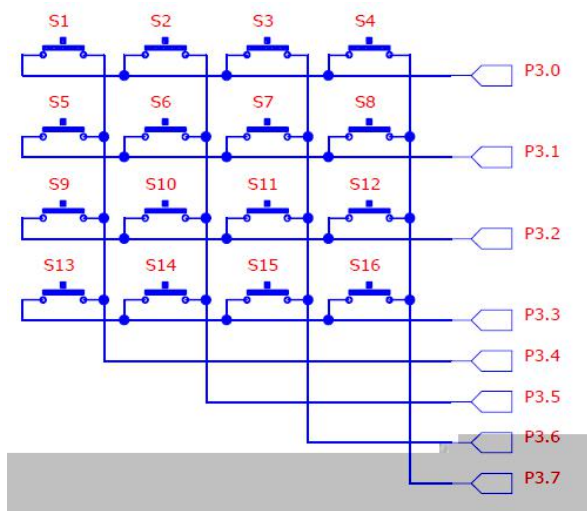 S1 S2 S3 S4
P3.0
S5 S6 S7 S8
P3.1
S9 S10 S11 S12
P3.2
S13 S14 S15 S16
P3.3
P3.4
P3.5
P3.6
P3.7